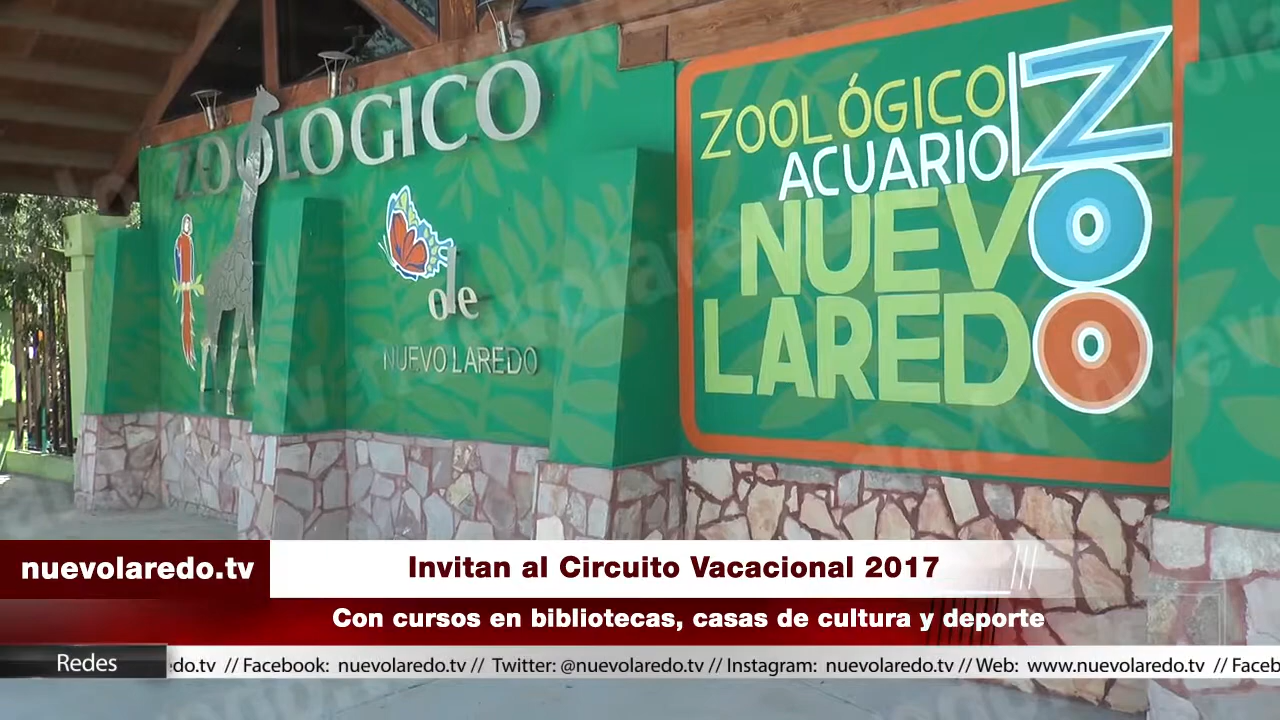 ZOOLOGICO
de
NUEVO LAREDO
ZOOLÓGICO
ACUARIO
NUEVO
LAREDO
ZOO
nuevolaredo.tv
Invitan al Circuito Vacacional 2017
Con cursos en bibliotecas, casas de cultura y deporte
Redes
do.tv // Facebook: nuevolaredo.tv // Twitter: @nuevolaredo.tv // Instagram: nuevolaredo.tv // Web: www.nuevolaredo.tv // Faceb